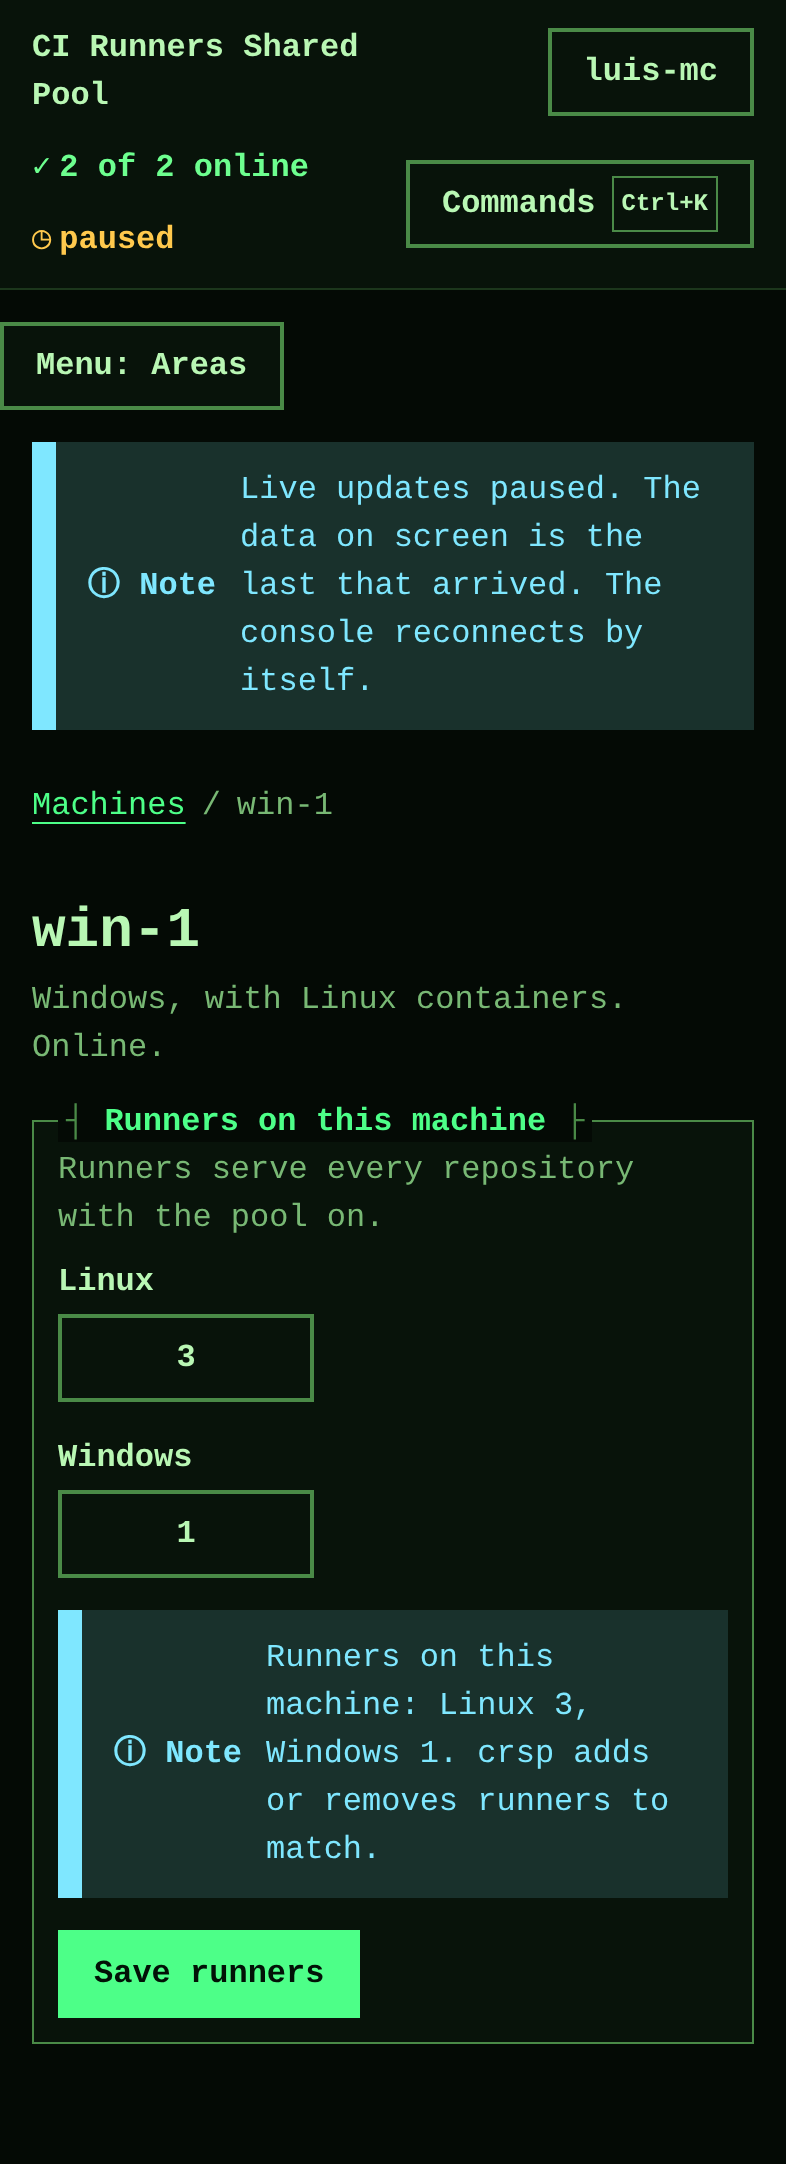 CI Runners Shared
Pool
luis-mc
✓ 2 of 2 online
Commands Ctrl+K
◷ paused
Menu: Areas
ⓘ Note
Live updates paused. The
data on screen is the
last that arrived. The
console reconnects by
itself.
Machines / win-1
win-1
Windows, with Linux containers.
Online.
┤ Runners on this machine ├
Runners serve every repository
with the pool on.
Linux
3
Windows
1
ⓘ Note
Runners on this
machine: Linux 3,
Windows 1. crsp adds
or removes runners to
match.
Save runners